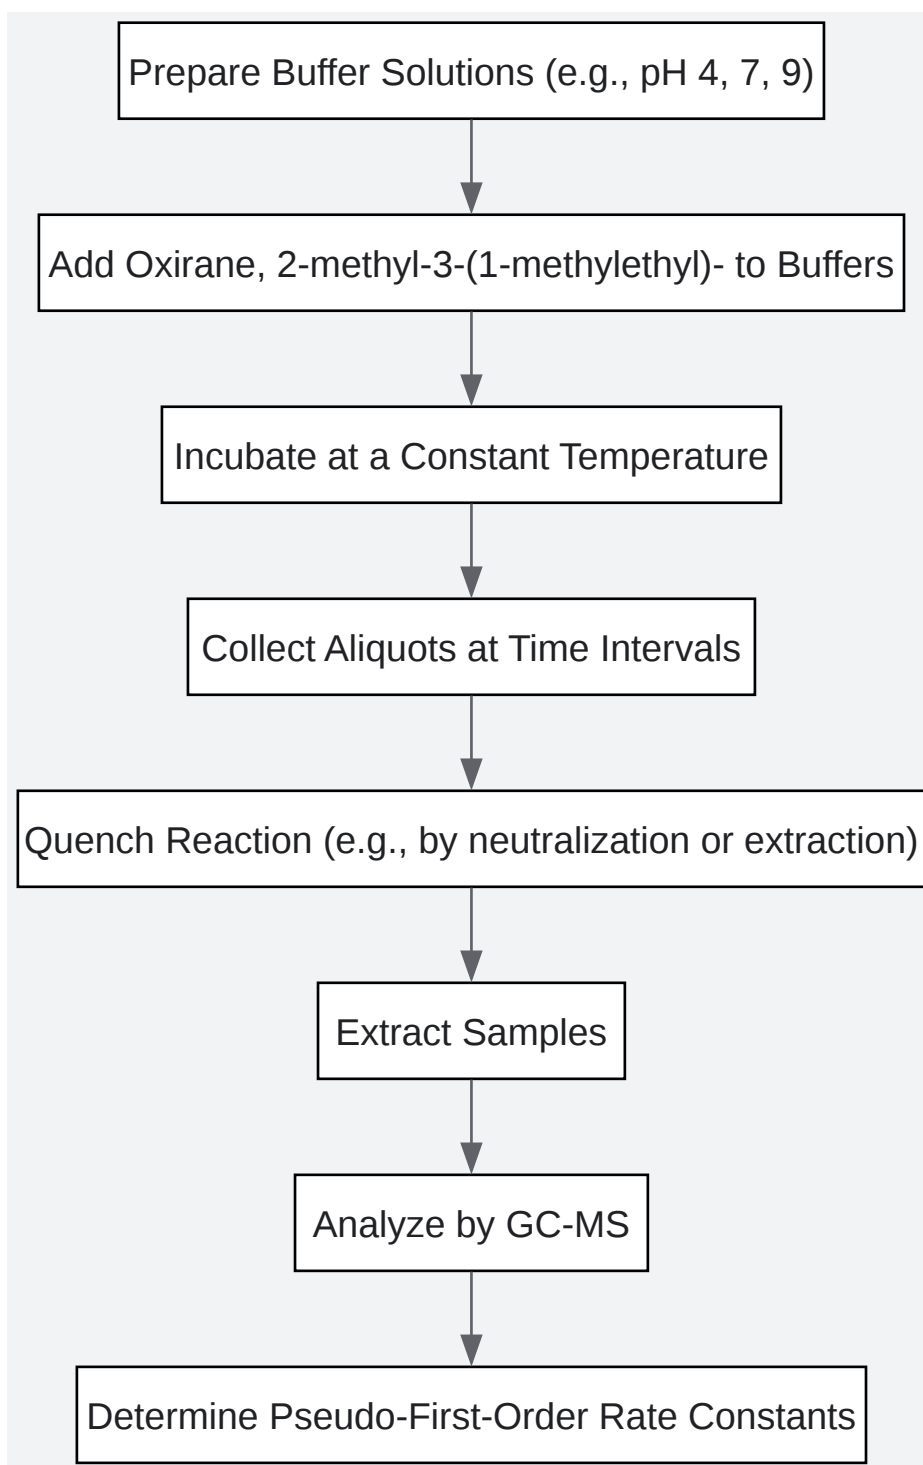 Prepare Buffer Solutions (e.g., pH 4, 7, 9)
Add Oxirane, 2-methyl-3-(1-methylethyl)- to Buffers
Incubate at a Constant Temperature
Collect Aliquots at Time Intervals
Quench Reaction (e.g., by neutralization or extraction)
Extract Samples
Analyze by GC-MS
Determine Pseudo-First-Order Rate Constants